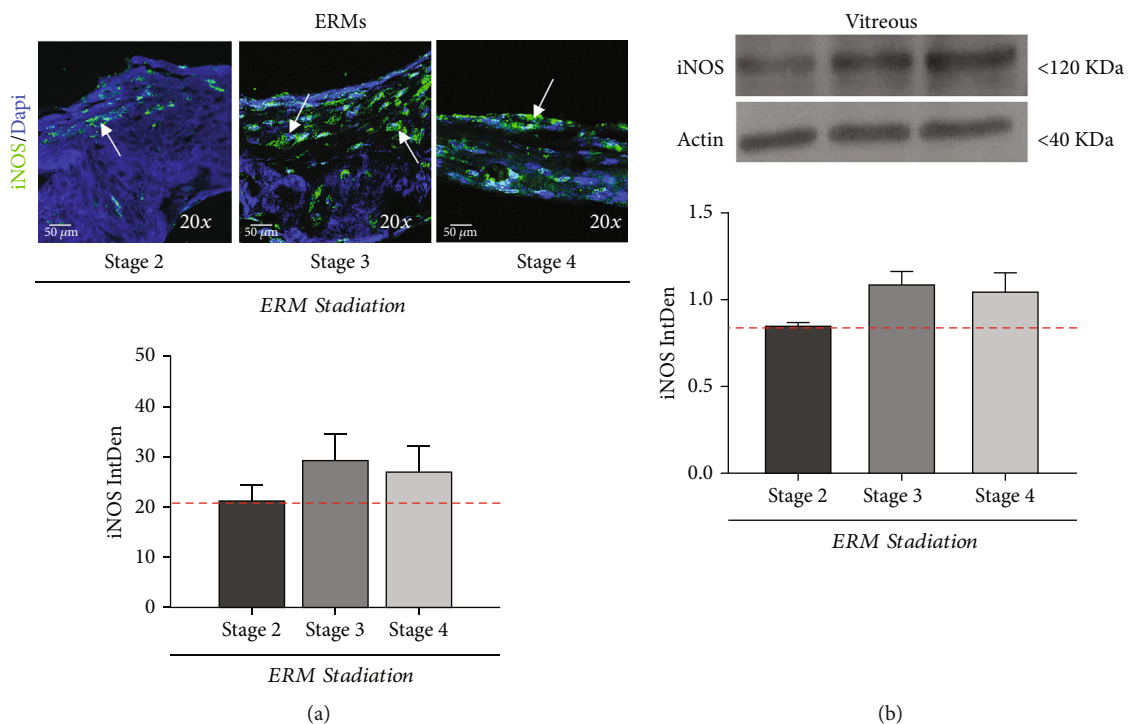 ERMs
iNOS/Dapi
20x
50 μm
20x
50 μm
20x
50 μm
Stage 2
Stage 3
Stage 4
ERM Stadiation
iNOS IntDen
50
40
30
20
10
0
Stage 2
Stage 3
Stage 4
ERM Stadiation
(a)
Vitreous
iNOS
<120 KDa
Actin
<40 KDa
iNOS IntDen
1.5
1.0
0.5
0.0
Stage 2
Stage 3
Stage 4
ERM Stadiation
(b)